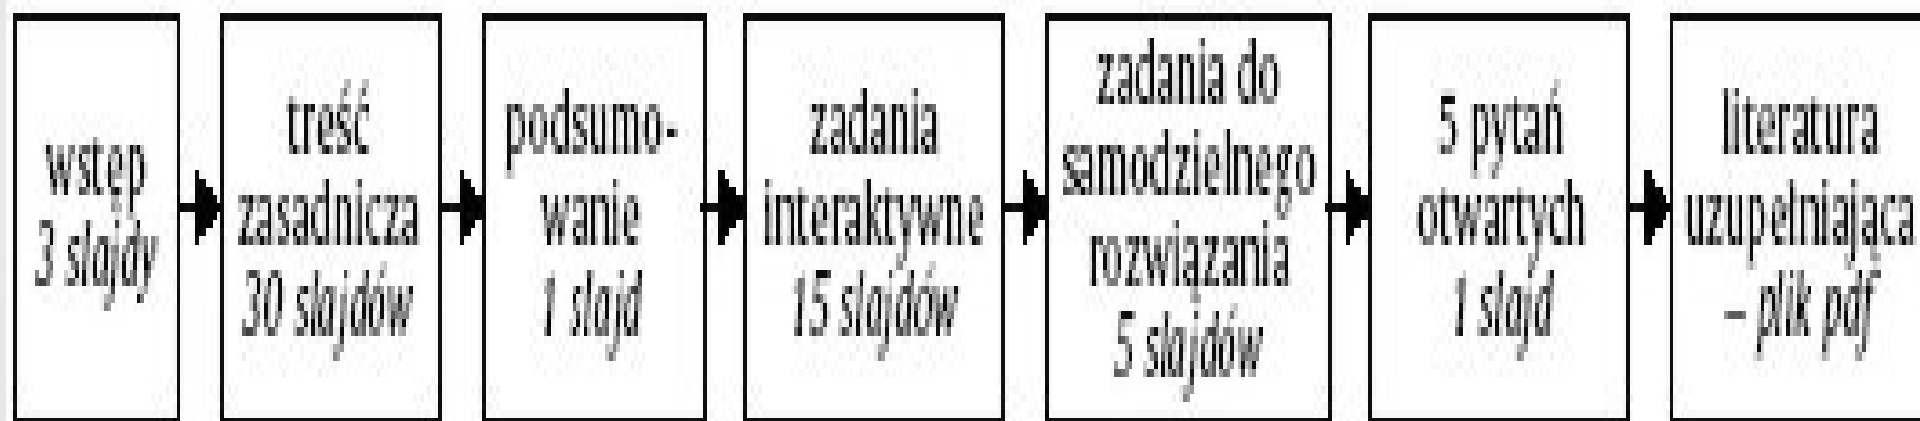 wstęp
3 slajdy
treść
zasadnicza
30 slajdów
podsumo-
wanie
1 slajd
zadania
interaktywne
15 slajdów
zadania do
samodzielnego
rozwiązania
5 slajdów
5 pytań
otwartych
1 slajd
literatura
uzupełniająca
– plik pdf